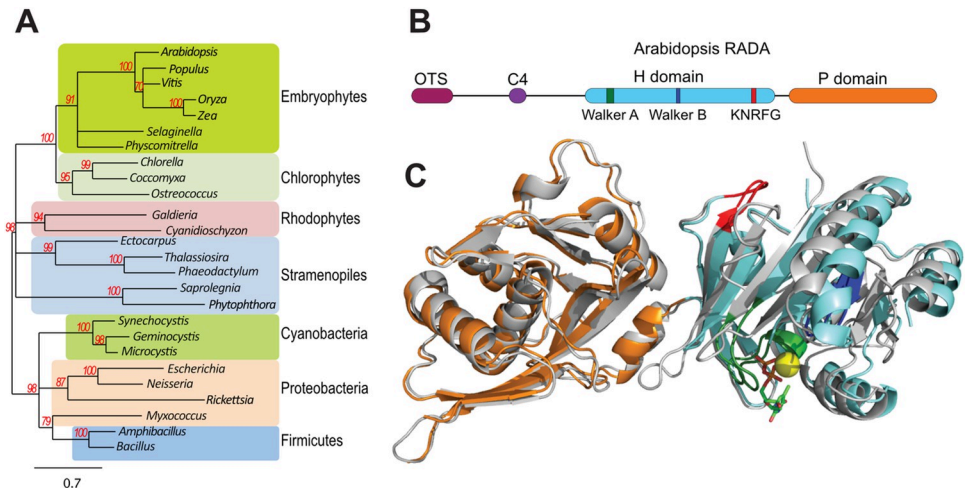 A
Arabidopsis
100
Populus
70
Vitis
Oryza
100
Zea
91
Embryophytes
Selaginella
Physcomitrella
100
Chlorella
99
Coccomyxa
95
Ostreococcus
Chlorophytes
Galdieria
94
Cyanidioschyzon
Rhodophytes
96
Ectocarpus
99
Thalassiosira
100
Phaeodactylum
Stramenopiles
Saprolegnia
100
Phytophthora
Synechocystis
100
Geminocystis
98
Microcystis
Cyanobacteria
Escherichia
100
Neisseria
87
Rickettsia
Proteobacteria
98
Myxococcus
79
Amphibacillus
100
Bacillus
Firmicutes
0.7
B
Arabidopsis RADA
OTS
C4
H domain
P domain
Walker A
Walker B
KNRFG
C